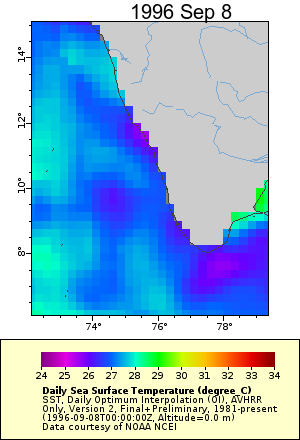 1996 Sep 8
14°
12°
10°
8°
74°
76°
78°
24 25 26 27 28 29 30 31 32 33 34
Daily Sea Surface Temperature (degree_C)
SST, Daily Optimum Interpolation (OI), AVHRR
Only, Version 2, Final+Preliminary, 1981-present
(1996-09-08T00:00:00Z, Altitude=0.0 m)
Data courtesy of NOAA NCEI